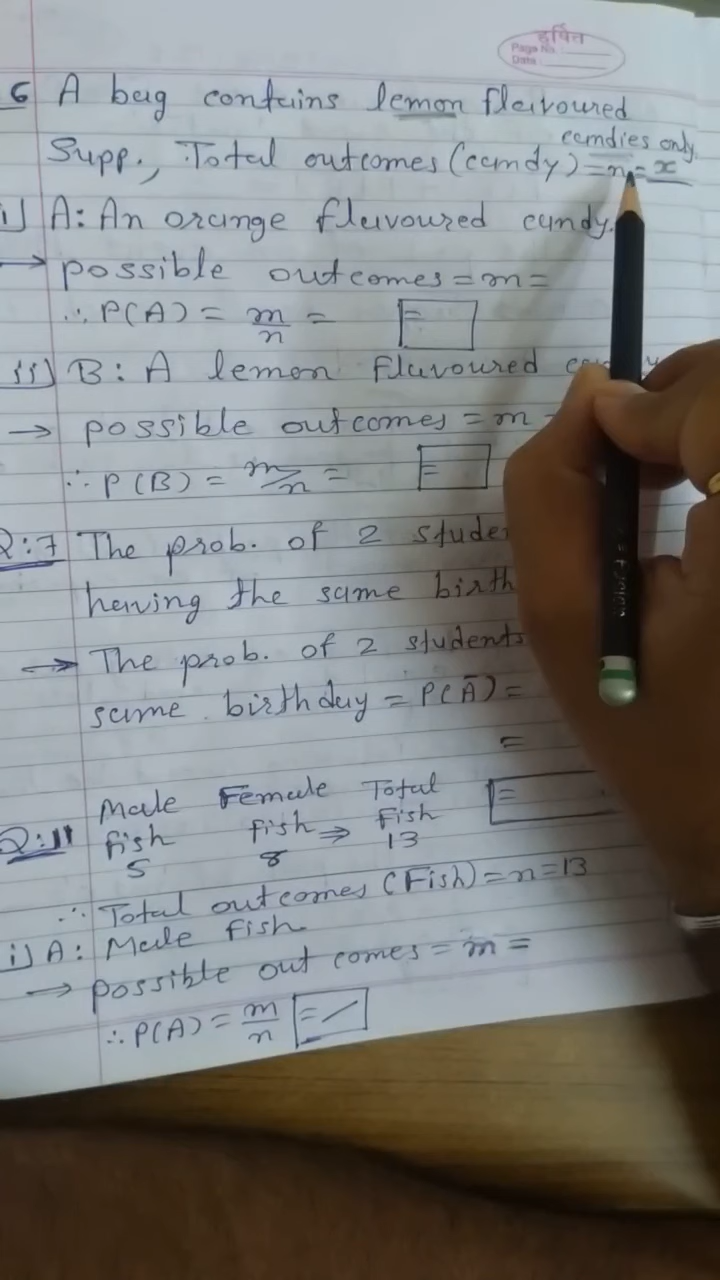 हर्षित
Page No.
Date
6 A bag contains lemon flavoured
candies only.
Supp., Total outcomes (candy) = n = x
i) A: An orange flavoured candy.
→ possible outcomes = m =
∴ P(A) = m/n = =
ii) B: A lemon flavoured
→ possible outcomes = m
∴ P(B) = m/n = =
Q:7 The prob. of 2
having the same
→ The prob. of 2 students
same birthday = P(Ā) =
=
=
Male Female Total
Q:11 fish fish ⇒ fish
5 8 13
∴ Total outcomes (Fish) = n = 13
i) A: Male fish
→ possible out comes = m =
∴ P(A) = m/n =